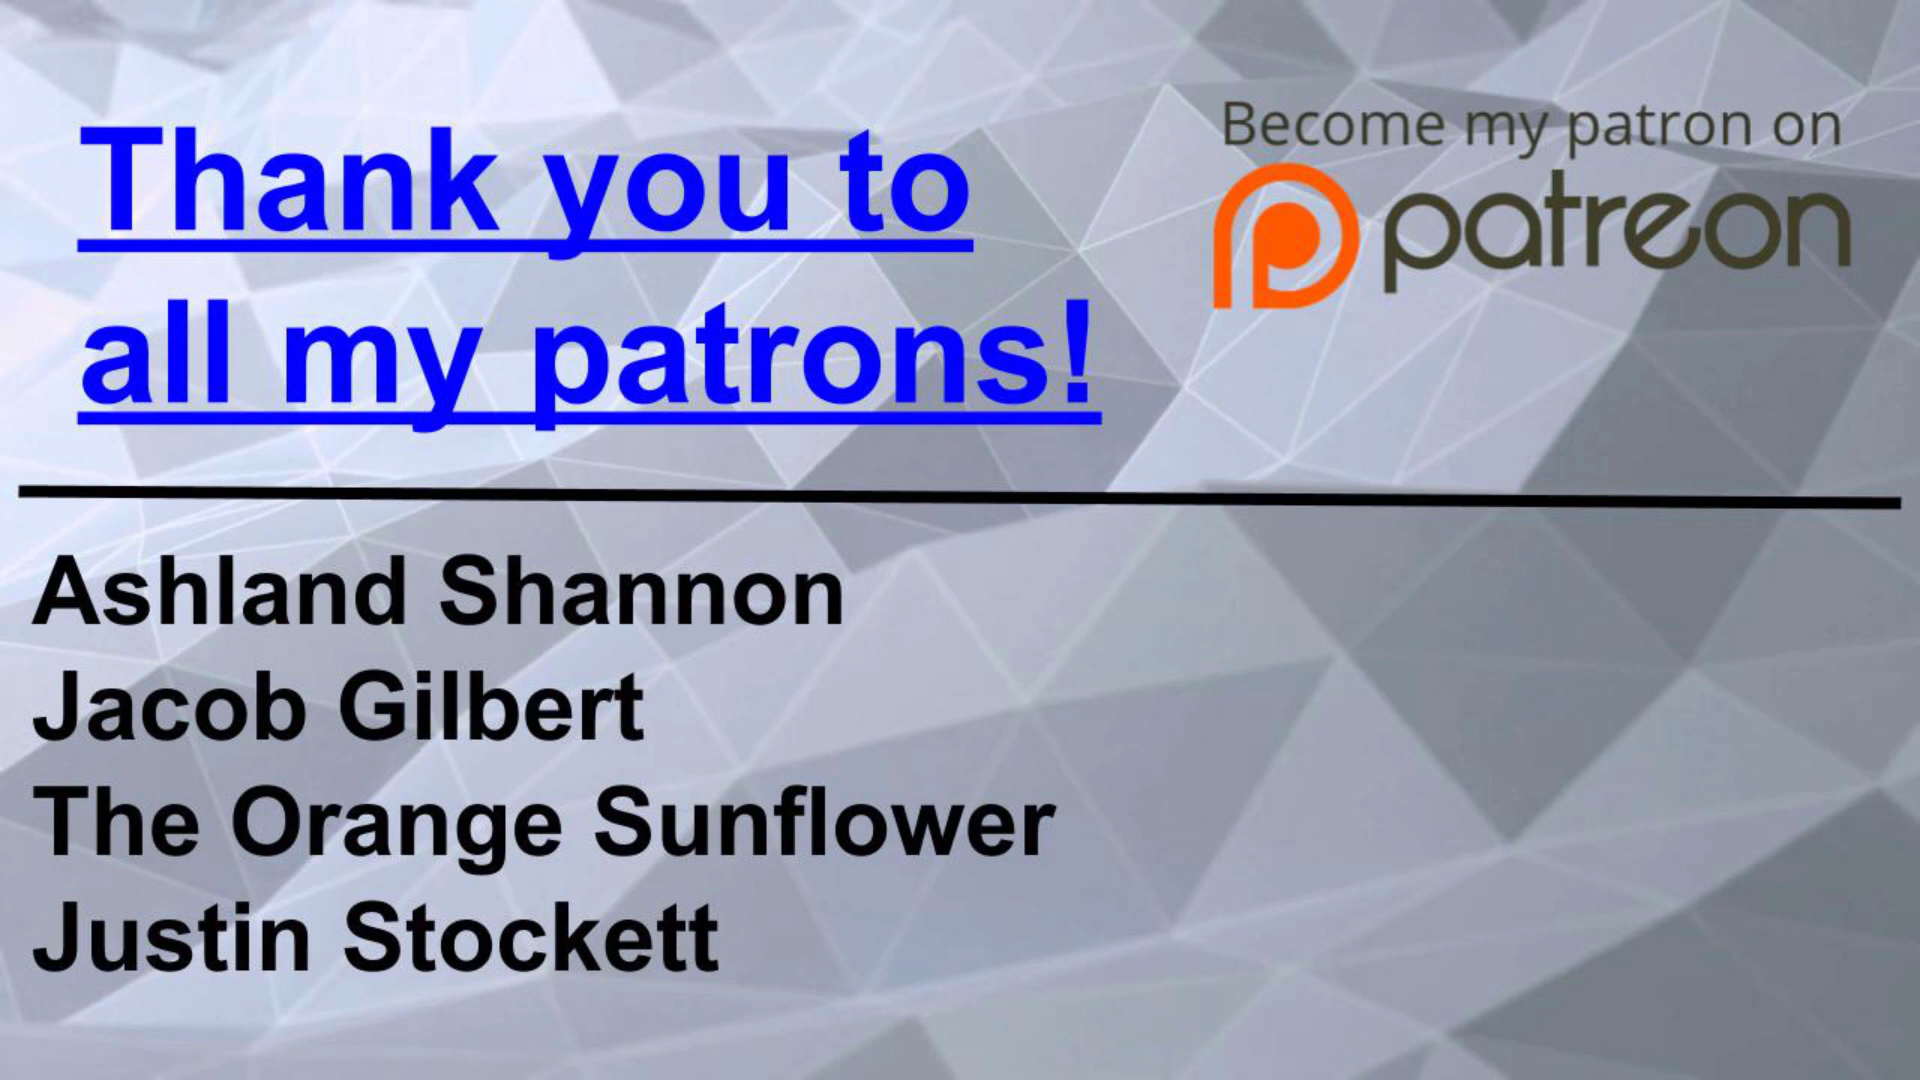 Thank you to
all my patrons!
Become my patron on
patreon
Ashland Shannon
Jacob Gilbert
The Orange Sunflower
Justin Stockett